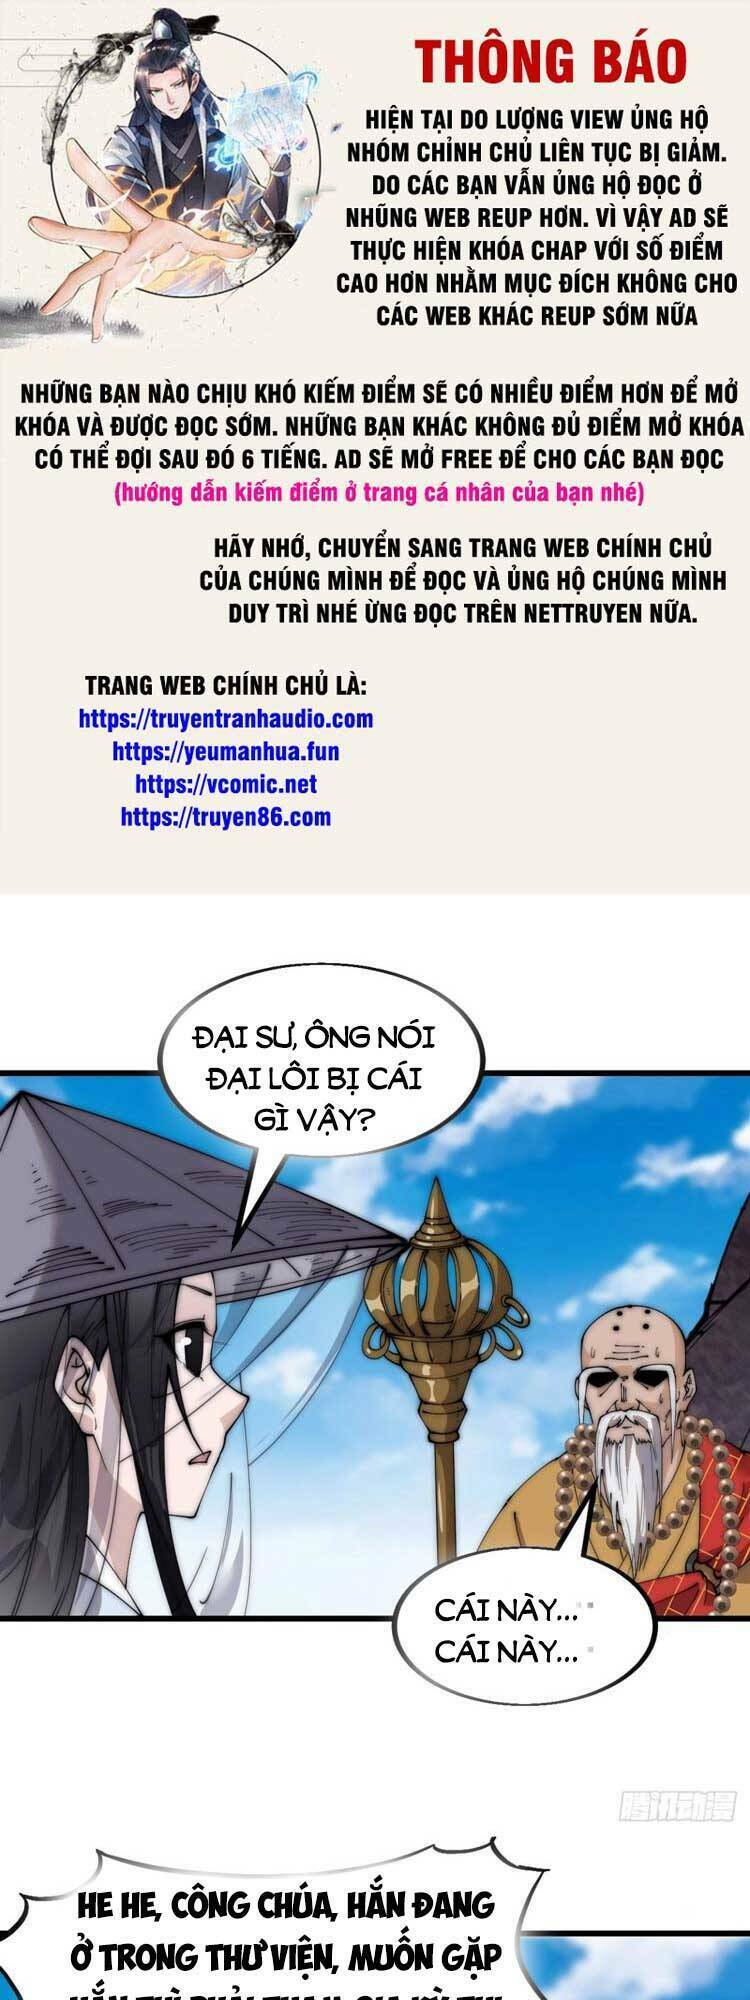 THÔNG BÁO
HIỆN TẠI DO LƯỢNG VIEW ỦNG HỘ
NHÓM CHỈNH CHỦ LIÊN TỤC BỊ GIẢM.
DO CÁC BẠN VẪN ỦNG HỘ ĐỌC Ở
NHŨNG WEB REUP HƠN. VÌ VẬY AD SẼ
THỰC HIỆN KHÓA CHAP VỚI SỐ ĐIỂM
CAO HƠN NHẰM MỤC ĐÍCH KHÔNG CHO
CÁC WEB KHÁC REUP SỚM NỮA
NHỮNG BẠN NÀO CHỊU KHÓ KIẾM ĐIỂM SẼ CÓ NHIỀU ĐIỂM HƠN ĐỂ MỞ
KHÓA VÀ ĐƯỢC ĐỌC SỚM. NHỮNG BẠN KHÁC KHÔNG ĐỦ ĐIỂM MỞ KHÓA
CÓ THỂ ĐỢI SAU ĐÓ 6 TIẾNG. AD SẼ MỞ FREE ĐỂ CHO CÁC BẠN ĐỌC
(hướng dẫn kiếm điểm ở trang cá nhân của bạn nhé)
HÃY NHỚ, CHUYỂN SANG TRANG WEB CHÍNH CHỦ
CỦA CHÚNG MÌNH ĐỂ ĐỌC VÀ ỦNG HỘ CHÚNG MÌNH
DUY TRÌ NHÉ ỪNG ĐỌC TRÊN NETTRUYEN NỮA.
TRANG WEB CHÍNH CHỦ LÀ:
https://truyentranhaudio.com
https://yeumanhua.fun
https://vcomic.net
https://truyen86.com
ĐẠI SƯ, ÔNG NÓI
ĐẠI LÔI BỊ CÁI
GÌ VẬY?
CÁI NÀY...
CÁI NÀY...
腾讯动漫
HE HE, CÔNG CHÚA, HẮN ĐANG
Ở TRONG THƯ VIỆN, MUỐN GẶP